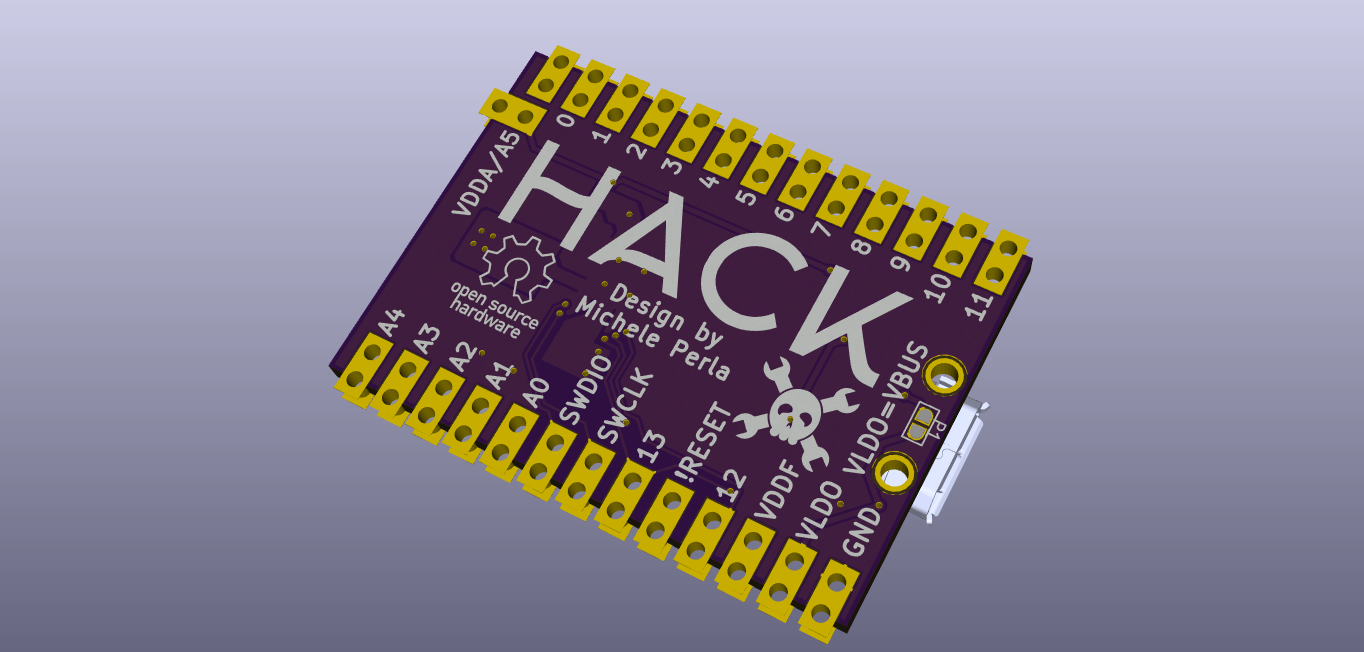 0
1
2
3
4
5
6
7
8
9
10
11
VDDA/A5
HACK
open source
hardware
Design by
Michele Perla
A4
A3
A2
A1
A0
SWDIO
SWCLK
13
!RESET
12
VDDF
VLDO
GND
VLDO=VBUS
P1